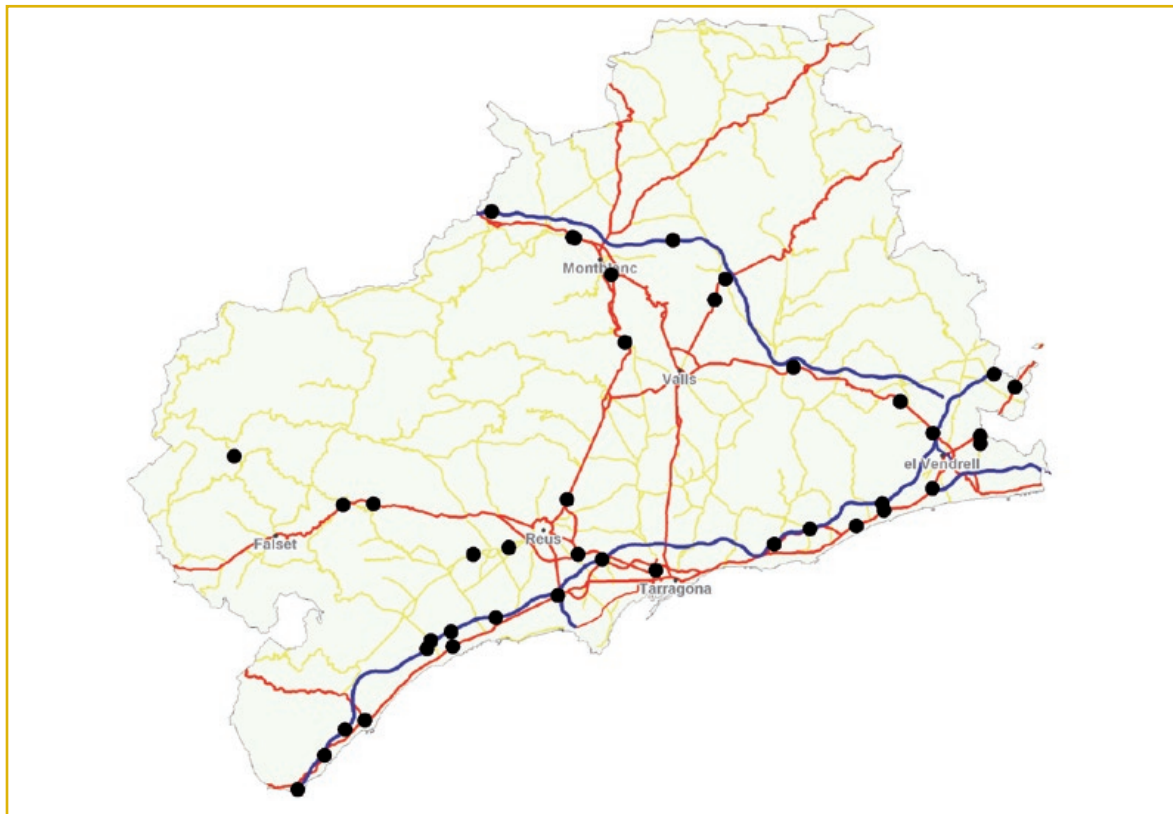 Montblanc
Valls
el Vendrell
Reus
Falset
Tarragona